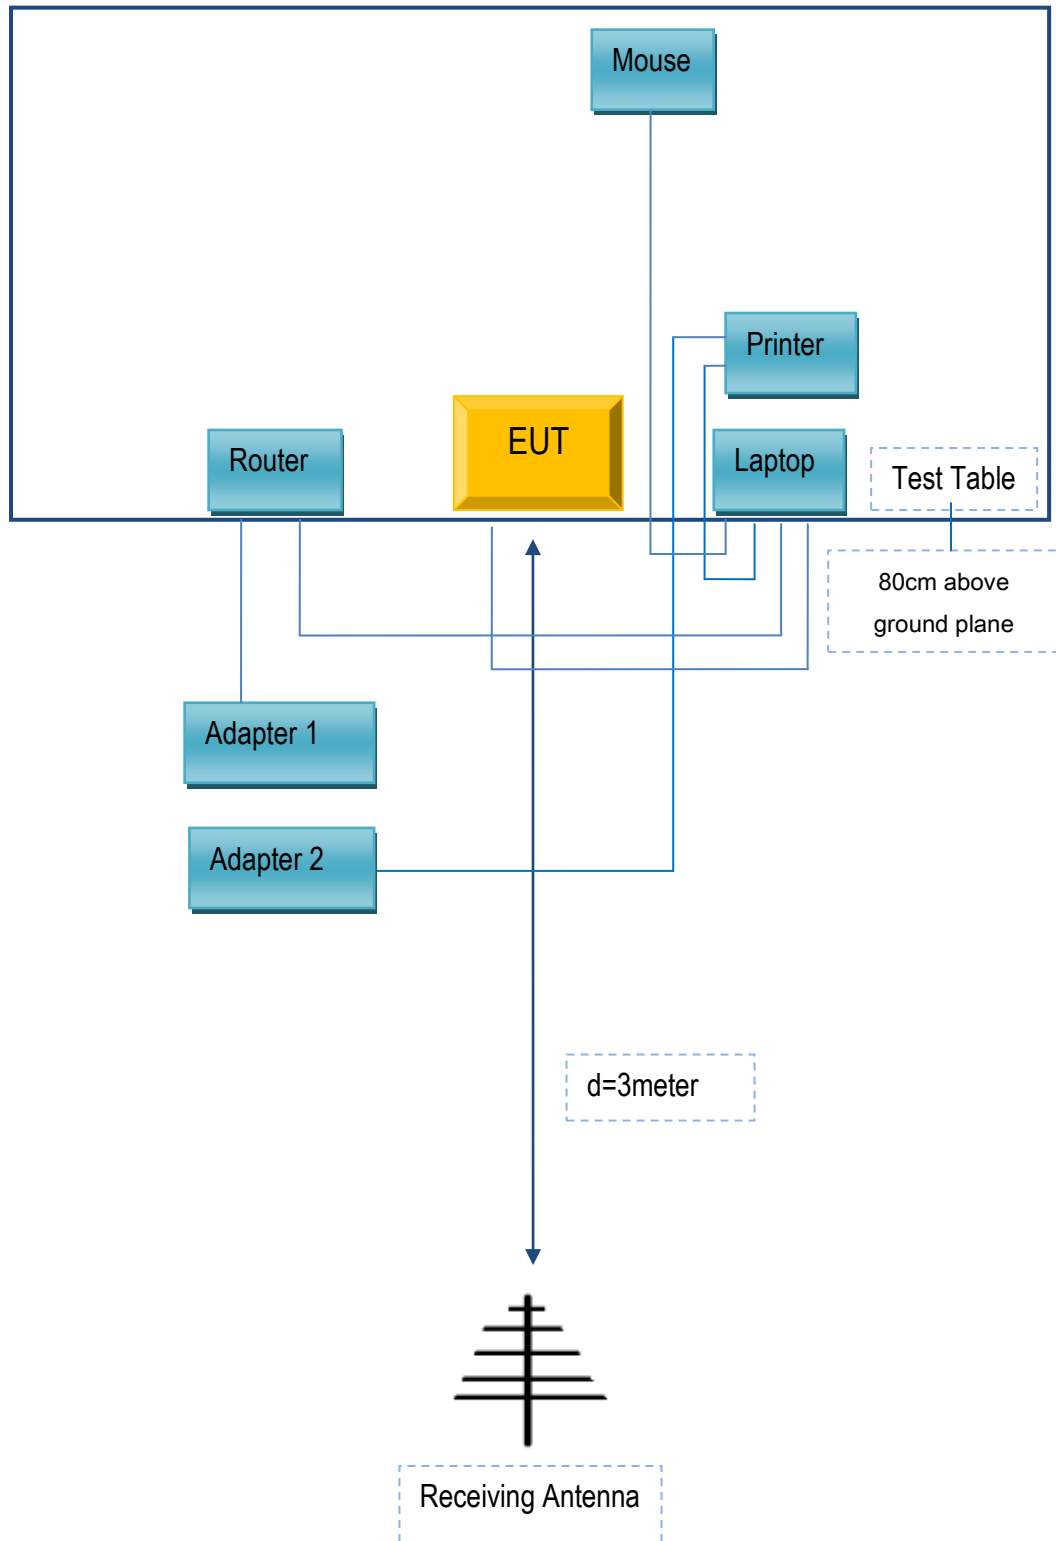 Mouse
Printer
EUT
Router
Laptop
Test Table
80cm above
ground plane
Adapter 1
Adapter 2
d=3meter
Receiving Antenna